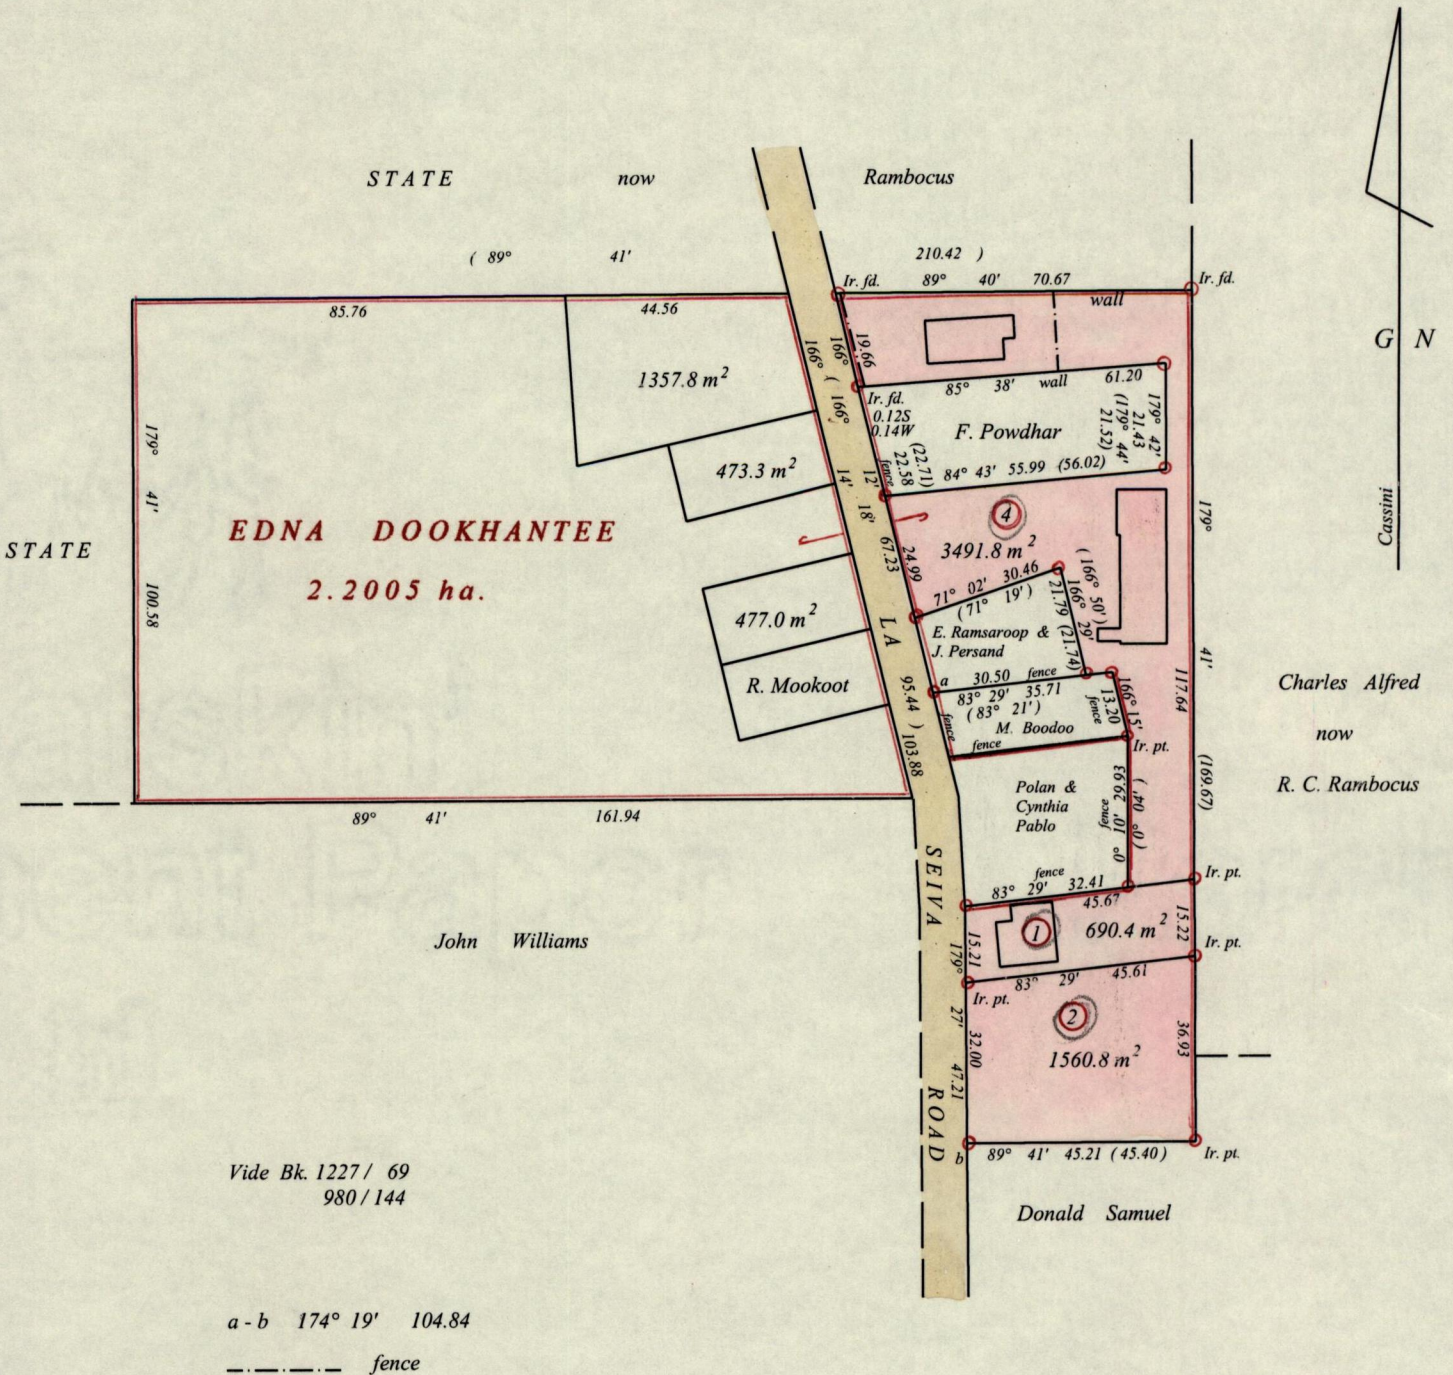 STATE now Rambocus
( 89° 41' 210.42 )
Ir. fd. 89° 40' 70.67 Ir. fd.
wall
85.76 44.56
G N
Cassini
1357.8 m²
166°
166°
( 166°
19.66
85° 38' wall 61.20
Ir. fd.
0.12S
0.14W
F. Powdhar
179° 42'
21.43
(179° 44'
21.52)
(22.71)
22.58
fence
84° 43' 55.99 (56.02)
473.3 m²
14'
12'
18'
179° 41' 100.58
STATE
EDNA DOOKHANTEE
2.2005 ha.
4
3491.8 m²
67.23
24.99
71° 02' 30.46
( 71° 19' )
(166° 50')
166° 29'
21.79 (21.74)
179° 41' 117.64
(169.67)
477.0 m²
R. Mookoot
E. Ramsaroop &
J. Persand
a 30.50 fence
83° 29' 35.71
( 83° 21' )
M. Boodoo
fence
fence
166° 15'
13.20
fence
Ir. pt.
95.44 )
103.88
LA SEIVA ROAD
Charles Alfred
now
R. C. Rambocus
Polan &
Cynthia
Pablo
0° 10' 29.93
( 0° 04' )
fence
89° 41' 161.94
fence
83° 29' 32.41
45.67
Ir. pt.
1
690.4 m²
15.21
15.22
Ir. pt.
83° 29' 45.61
Ir. pt.
179° 27' 47.21
32.00
2
1560.8 m²
36.93
John Williams
b 89° 41' 45.21 (45.40) Ir. pt.
Donald Samuel
Vide Bk. 1227 / 69
980 / 144
a - b 174° 19' 104.84
fence